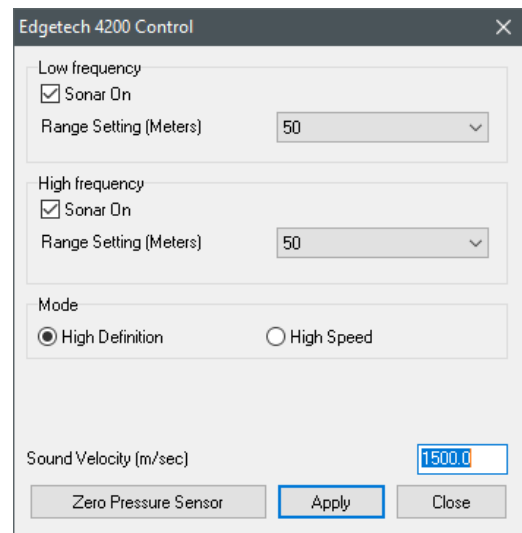 Edgetech 4200 Control
Low frequency
Sonar On
Range Setting (Meters) 50
High frequency
Sonar On
Range Setting (Meters) 50
Mode
High Definition High Speed
Sound Velocity (m/sec) 1500.0
Zero Pressure Sensor Apply Close